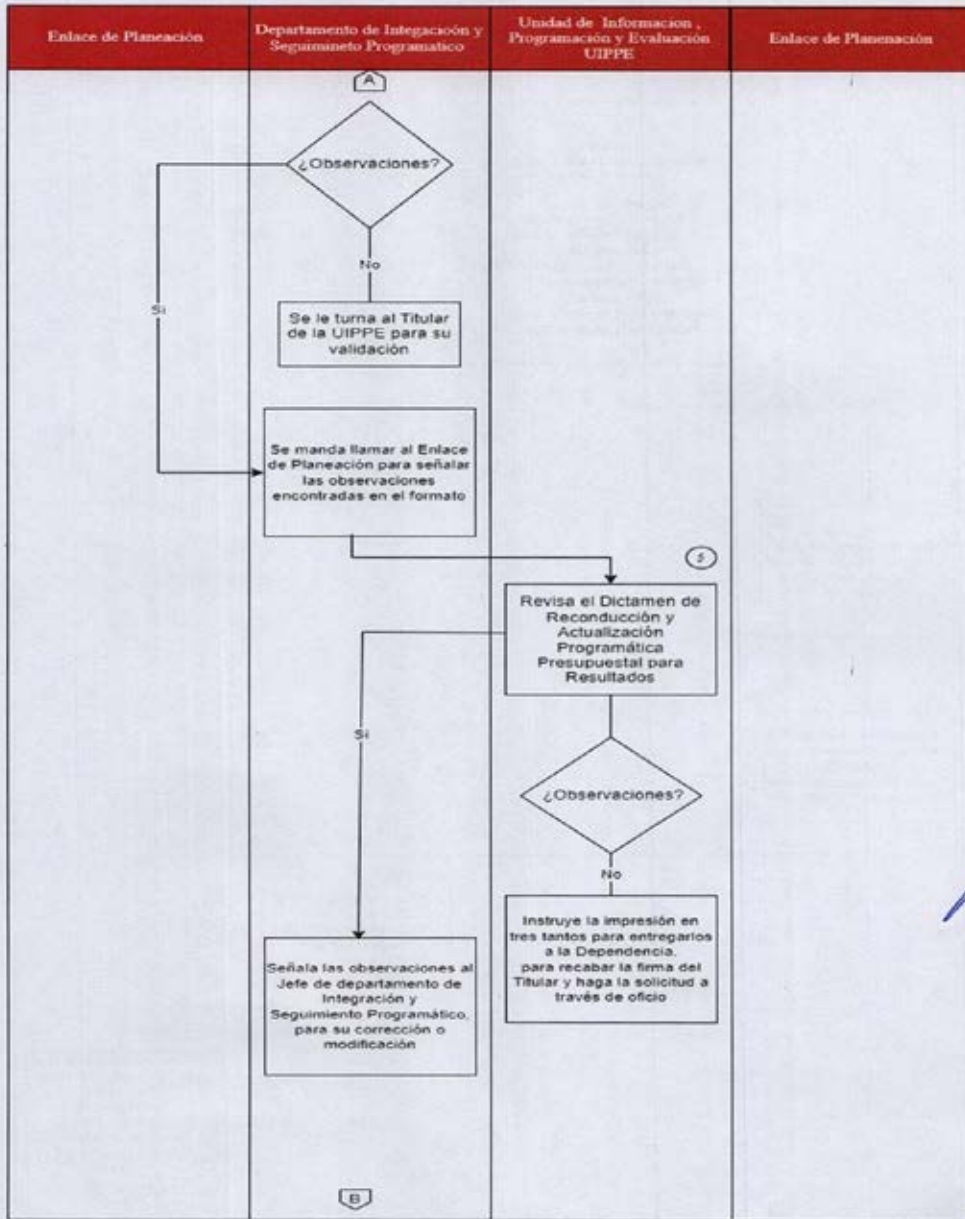 Enlace de Planeación
Departamento de Integacioón y
Seguimineto Programatico
Unidad de Informacion ,
Programación y Evaluación
UIPPE
Enlace de Planenación
A
¿Observaciones?
No
Si
Se le turna al Titular
de la UIPPE para su
validación
Se manda llamar al Enlace
de Planeación para señalar
las observaciones
encontradas en el formato
5
Revisa el Dictamen de
Reconducción y
Actualización
Programática
Presupuestal para
Resultados
Si
¿Observaciones?
No
Instruye la impresión en
tres tantos para entregarlos
a la Dependencia,
para recabar la firma del
Titular y haga la solicitud a
través de oficio
Señala las observaciones al
Jefe de departamento de
Integración y
Seguimiento Programático,
para su corrección o
modificación
B